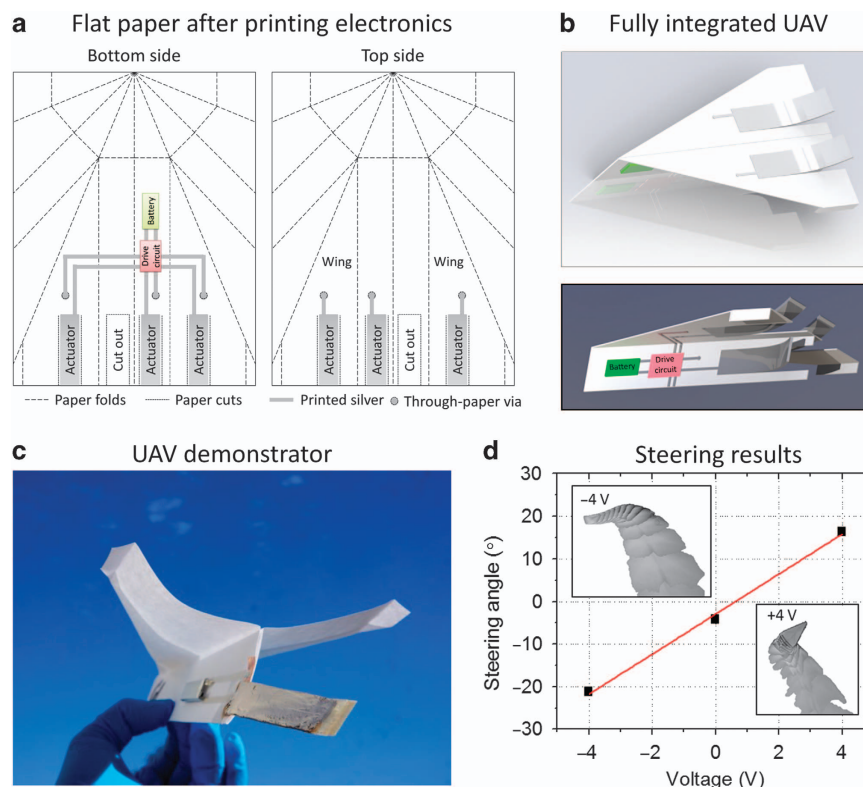 a Flat paper after printing electronics
Bottom side
Top side
Battery
Drive
circuit
Wing
Wing
Actuator
Cut out
Actuator
Actuator
Actuator
Actuator
Cut out
Actuator
Paper folds
Paper cuts
Printed silver
Through-paper via
b Fully integrated UAV
Battery
Drive
circuit
c UAV demonstrator
d Steering results
Steering angle (°)
30
20
10
0
−10
−20
−30
−4 V
+4 V
−4
−2
0
2
4
Voltage (V)